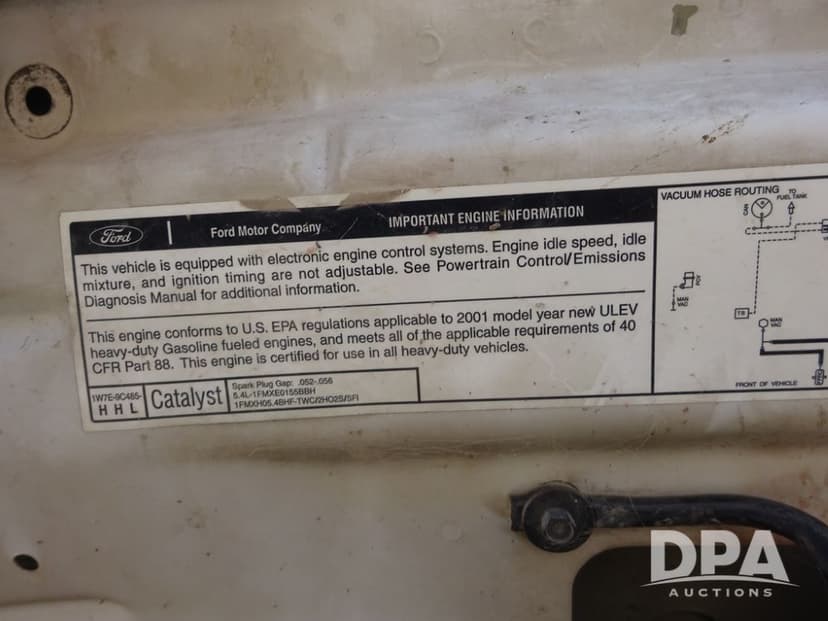 Ford
Ford Motor Company
IMPORTANT ENGINE INFORMATION
This vehicle is equipped with electronic engine control systems. Engine idle speed, idle
mixture, and ignition timing are not adjustable. See Powertrain Control/Emissions
Diagnosis Manual for additional information.
This engine conforms to U.S. EPA regulations applicable to 2001 model year new ULEV
heavy-duty Gasoline fueled engines, and meets all of the applicable requirements of 40
CFR Part 88. This engine is certified for use in all heavy-duty vehicles.
1W7E-9C485-
HHL
Catalyst
Spark Plug Gap: .052-.056
5.4L-1FMXE0155BBH
1FMXH05.4BHF-TWC/2HO2S/SFI
VACUUM HOSE ROUTING
TO
FUEL TANK
CAN
PCV
MAN
VAC
TB
MAN
VAC
FRONT OF VEHICLE
DPA
AUCTIONS